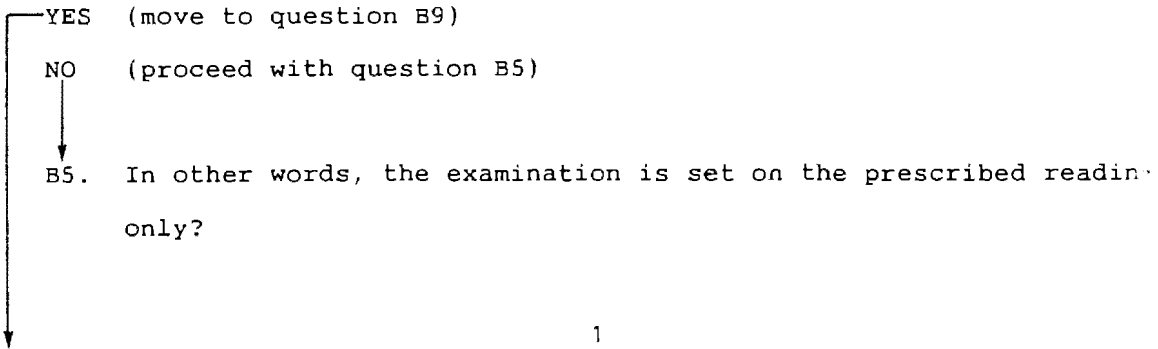 YES (move to question B9)
NO (proceed with question B5)
B5. In other words, the examination is set on the prescribed readin
only?
1